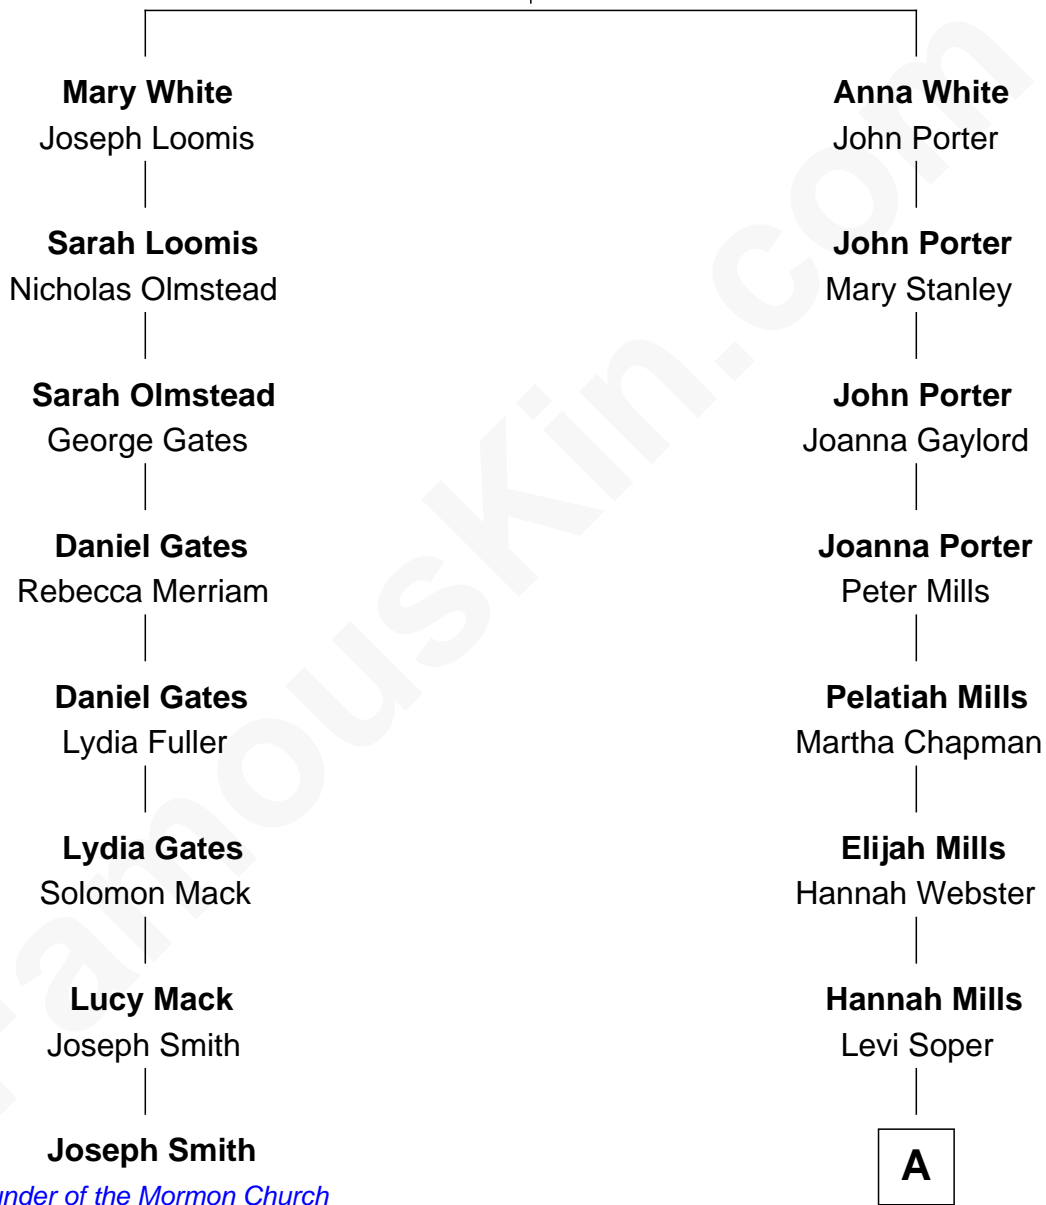 Mary White
Joseph Loomis
Sarah Loomis
Nicholas Olmstead
Sarah Olmstead
George Gates
Daniel Gates
Rebecca Merriam
Daniel Gates
Lydia Fuller
Lydia Gates
Solomon Mack
Lucy Mack
Joseph Smith
Joseph Smith
under of the Mormon Church
Anna White
John Porter
John Porter
Mary Stanley
John Porter
Joanna Gaylord
Joanna Porter
Peter Mills
Pelatiah Mills
Martha Chapman
Elijah Mills
Hannah Webster
Hannah Mills
Levi Soper
A
FamousKin.com